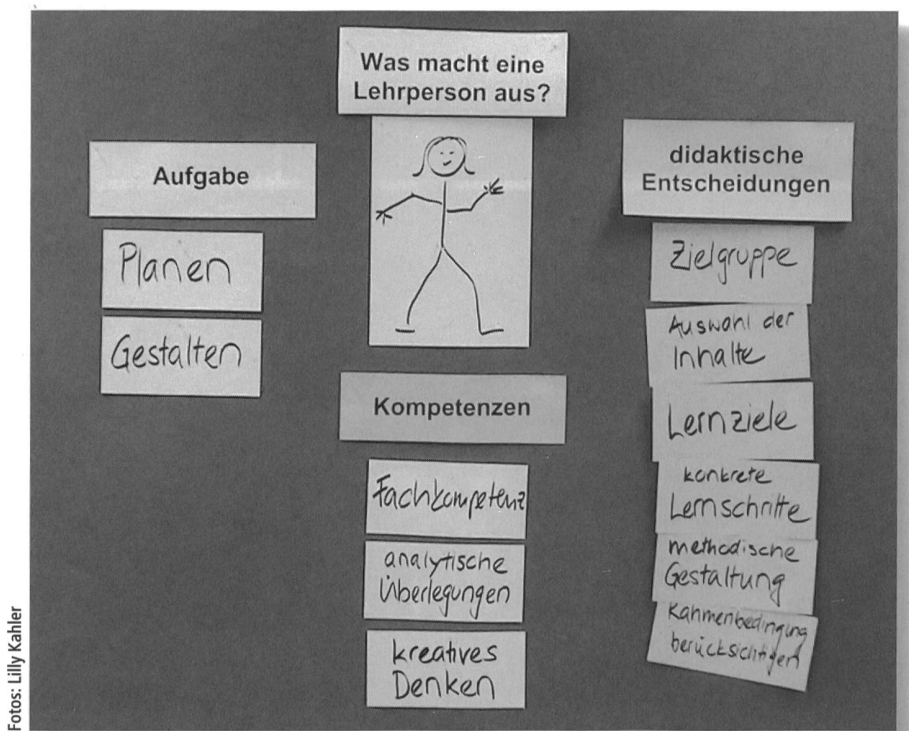 Was macht eine
Lehrperson aus?
Aufgabe
Planen
Gestalten
Kompetenzen
Fachkompetenz
analytische
Überlegungen
kreatives
Denken
didaktische
Entscheidungen
Zielgruppe
Auswahl der
Inhalte
Lernziele
konkrete
Lernschritte
methodische
Gestaltung
Rahmenbedingung
berücksichtigen
Fotos: Lilly Kahler